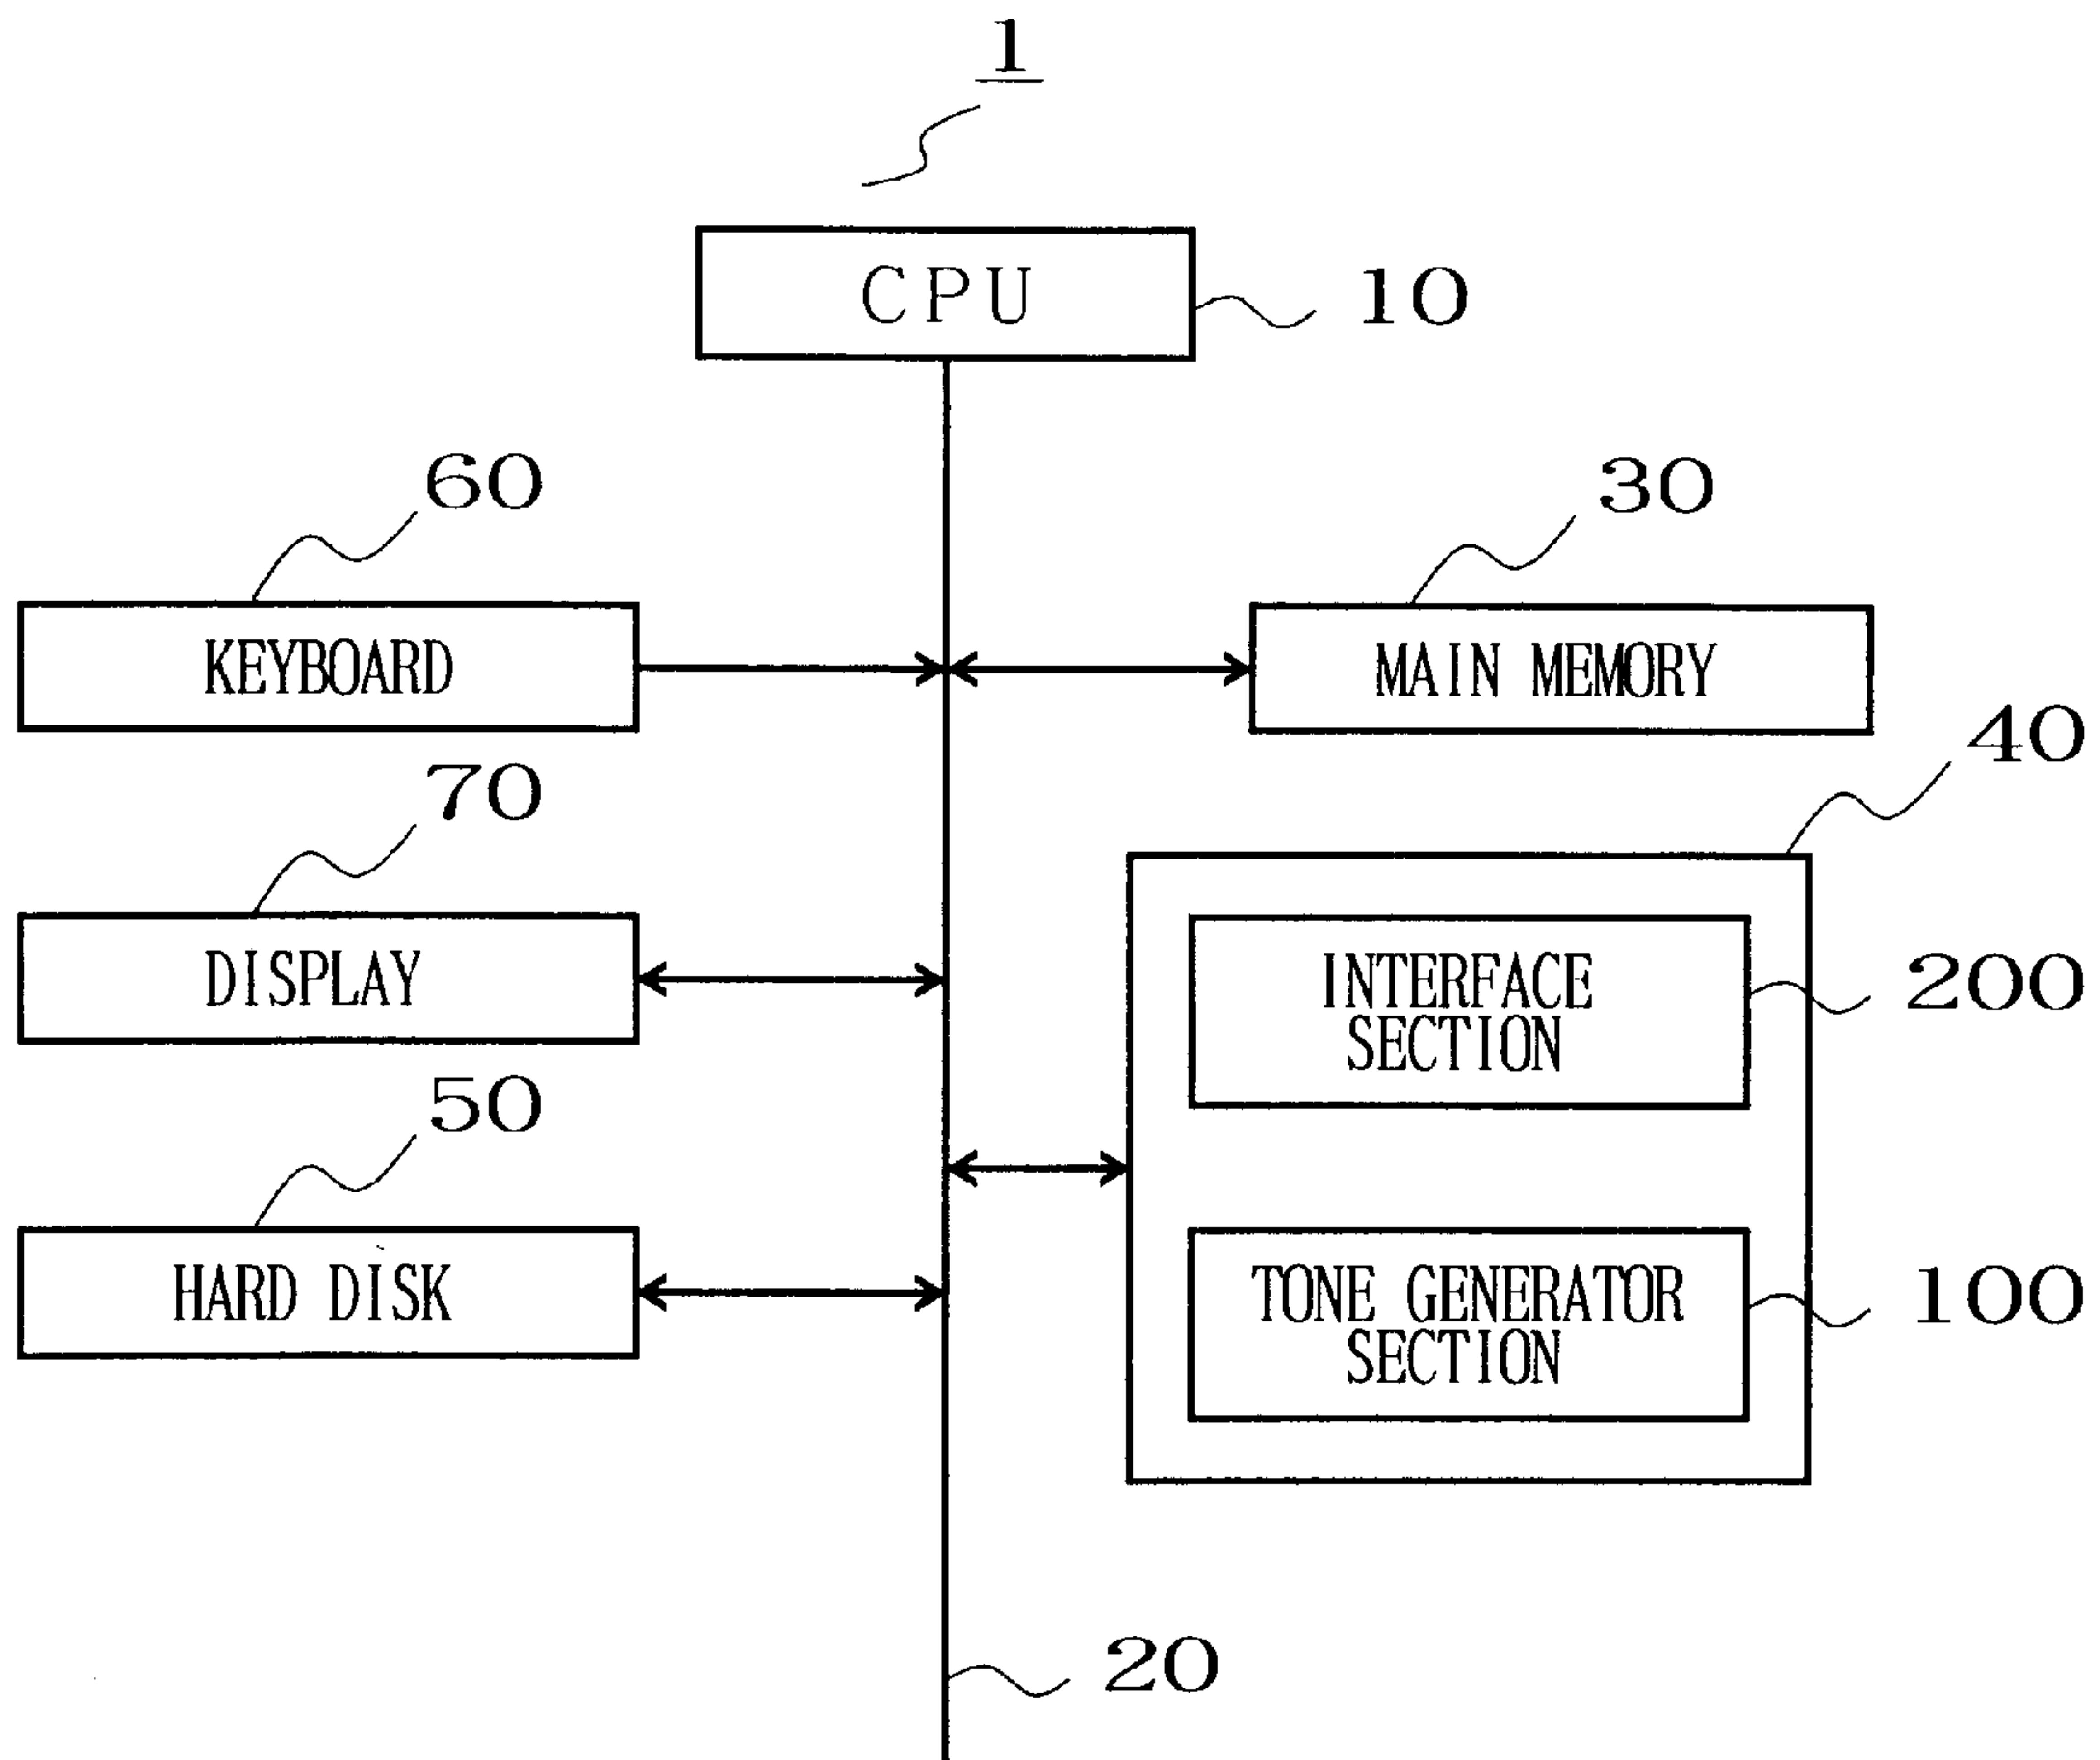 1
CPU
10
60
30
KEYBOARD
MAIN MEMORY
40
70
DISPLAY
INTERFACE
SECTION
200
50
HARD DISK
TONE GENERATOR
SECTION
100
20